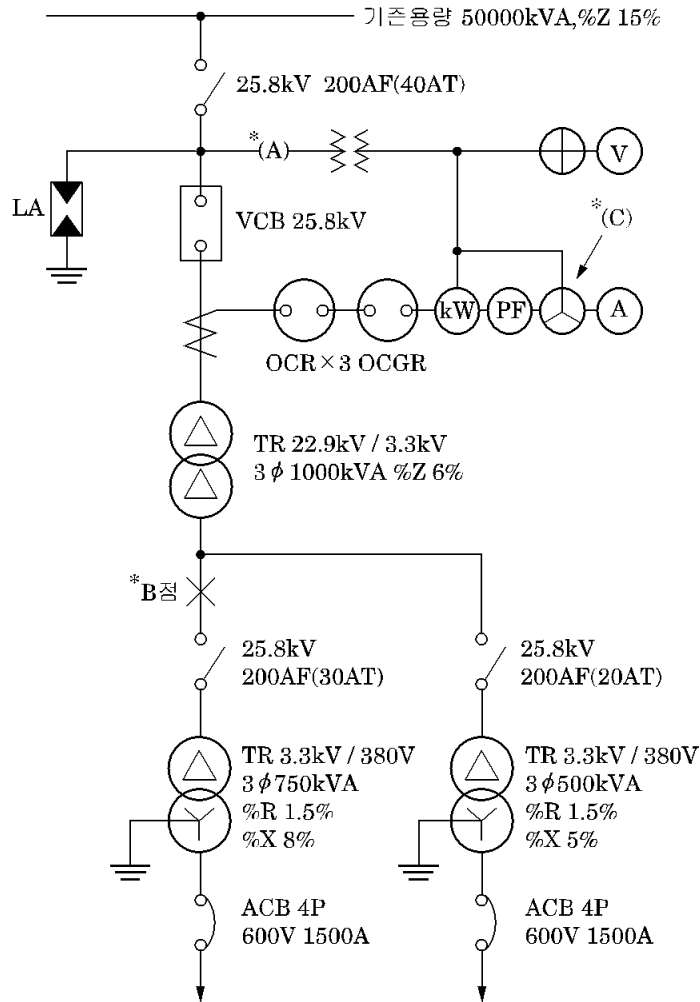 기준용량 50000kVA,%Z 15%
25.8kV 200AF(40AT)
*(A)
V
LA
VCB 25.8kV
*(C)
kW
PF
A
OCR×3 OCGR
TR 22.9kV / 3.3kV
3ϕ1000kVA %Z 6%
*B점
25.8kV
200AF(30AT)
25.8kV
200AF(20AT)
TR 3.3kV / 380V
3ϕ750kVA
%R 1.5%
%X 8%
TR 3.3kV / 380V
3ϕ500kVA
%R 1.5%
%X 5%
ACB 4P
600V 1500A
ACB 4P
600V 1500A